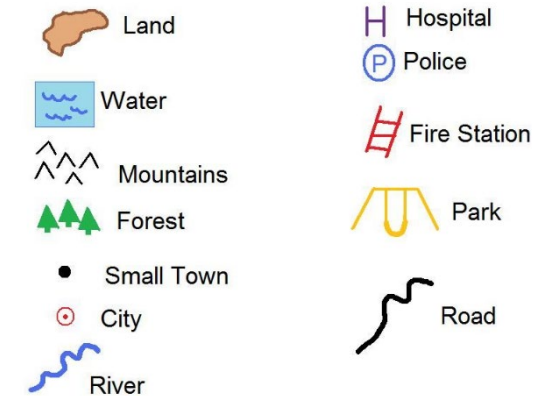 Land
Water
Mountains
Forest
Small Town
City
River
H Hospital
P Police
Fire Station
Park
Road